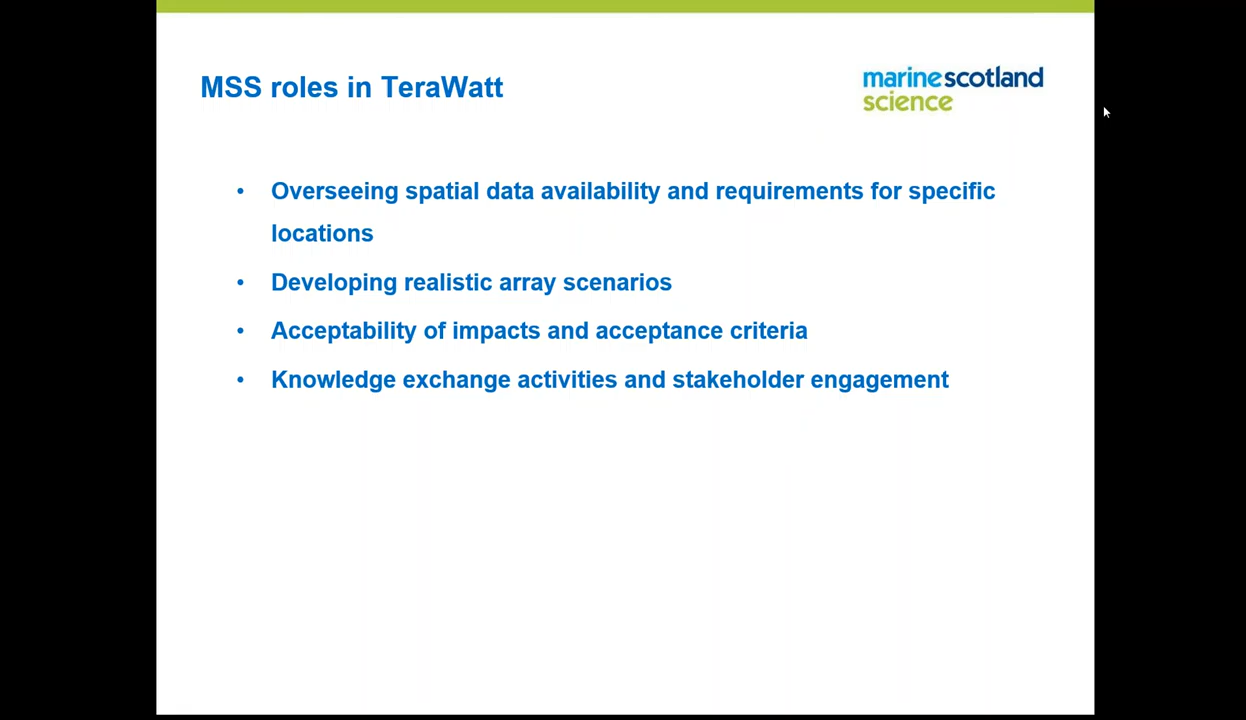 MSS roles in TeraWatt
marinescotland
science
• Overseeing spatial data availability and requirements for specific
locations
• Developing realistic array scenarios
• Acceptability of impacts and acceptance criteria
• Knowledge exchange activities and stakeholder engagement